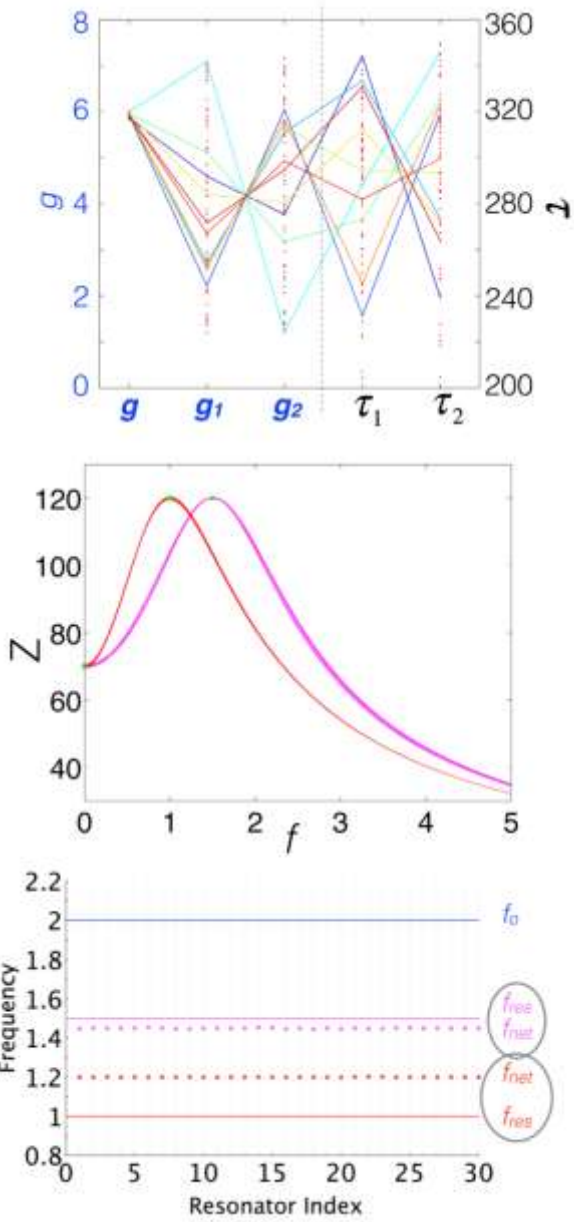 8 360
6 320
g 4 280 τ
2 240
0 200
g g1 g2 τ1 τ2
120
100
Z 80
60
40
0 1 2 3 4 5
f
2.2
2 fo
1.8
1.6
fres
1.4 fnet
Frequency
1.2 fnet
1 fres
0.8
0 5 10 15 20 25 30
Resonator Index